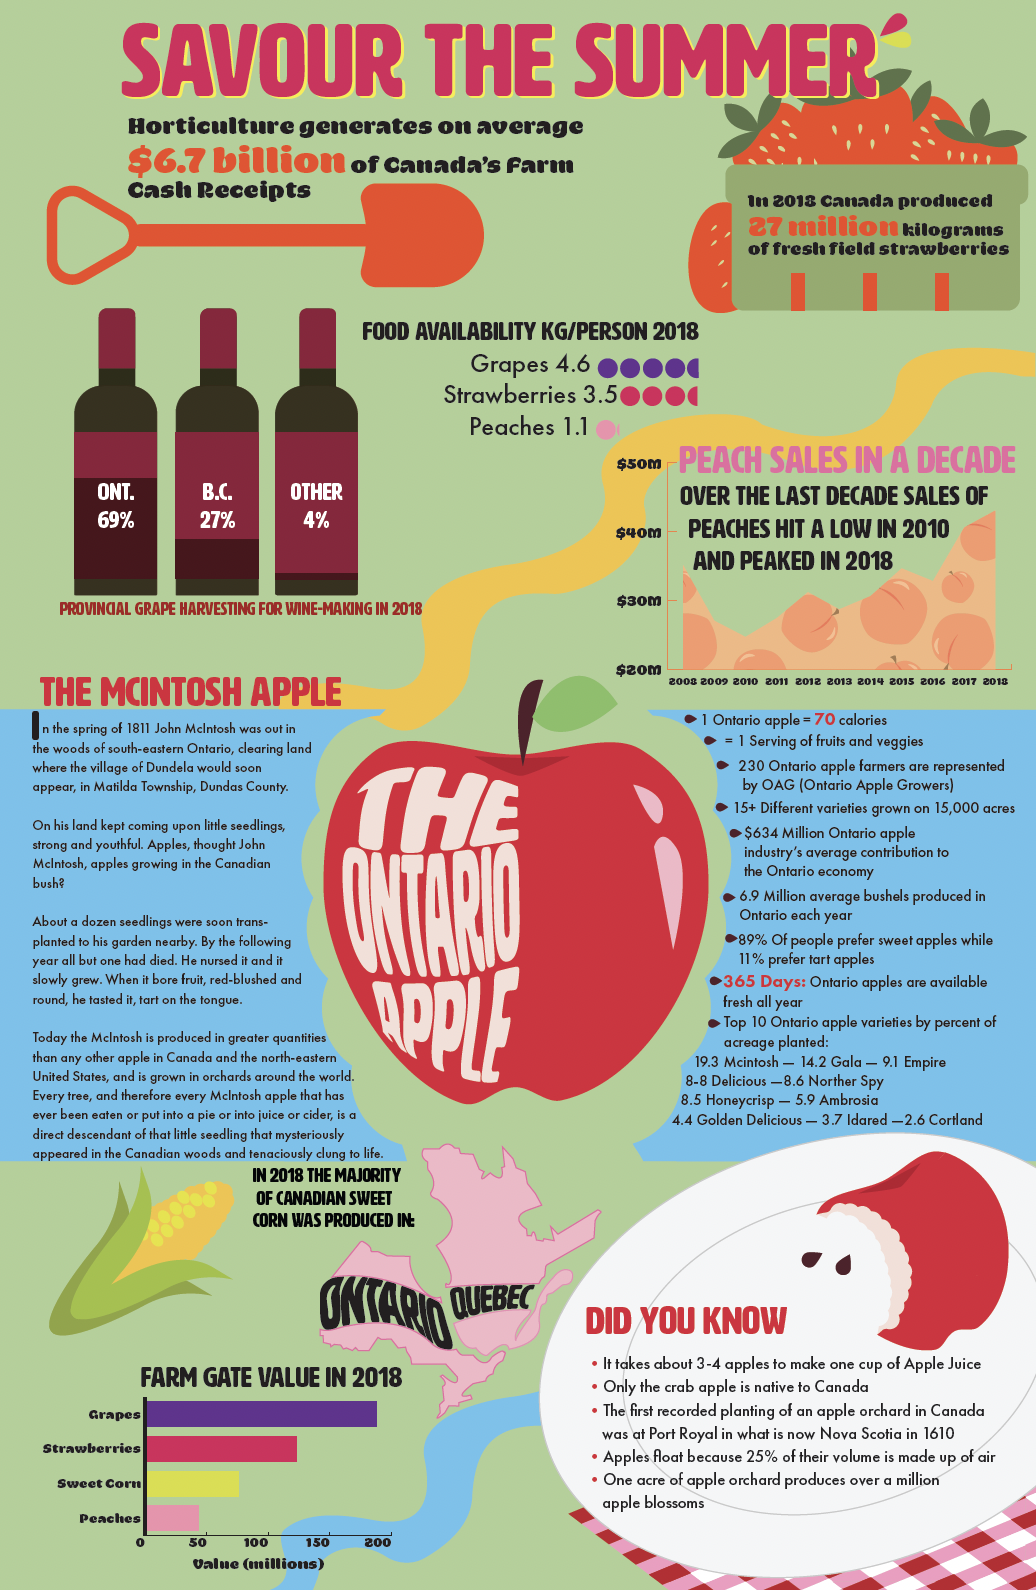 SAVOUR THE SUMMER
Horticulture generates on average
$6.7 billion of Canada's Farm
Cash Receipts
In 2018 Canada produced
27 million kilograms
of fresh field strawberries
FOOD AVAILABILITY KG/PERSON 2018
Grapes 4.6
Strawberries 3.5
Peaches 1.1
ONT.
69%
B.C.
27%
OTHER
4%
PROVINCIAL GRAPE HARVESTING FOR WINE-MAKING IN 2018
PEACH SALES IN A DECADE
OVER THE LAST DECADE SALES OF
PEACHES HIT A LOW IN 2010
AND PEAKED IN 2018
$50M
$40M
$30M
$20M
2008 2009 2010 2011 2012 2013 2014 2015 2016 2017 2018
THE MCINTOSH APPLE
In the spring of 1811 John McIntosh was out in
the woods of south-eastern Ontario, clearing land
where the village of Dundela would soon
appear, in Matilda Township, Dundas County.
On his land kept coming upon little seedlings,
strong and youthful. Apples, thought John
McIntosh, apples growing in the Canadian
bush?
About a dozen seedlings were soon trans-
planted to his garden nearby. By the following
year all but one had died. He nursed it and it
slowly grew. When it bore fruit, red-blushed and
round, he tasted it, tart on the tongue.
Today the McIntosh is produced in greater quantities
than any other apple in Canada and the north-eastern
United States, and is grown in orchards around the world.
Every tree, and therefore every McIntosh apple that has
ever been eaten or put into a pie or into juice or cider, is a
direct descendant of that little seedling that mysteriously
appeared in the Canadian woods and tenaciously clung to life.
THE
ONTARIO
APPLE
1 Ontario apple = 70 calories
= 1 Serving of fruits and veggies
230 Ontario apple farmers are represented
by OAG (Ontario Apple Growers)
15+ Different varieties grown on 15,000 acres
$634 Million Ontario apple
industry's average contribution to
the Ontario economy
6.9 Million average bushels produced in
Ontario each year
89% Of people prefer sweet apples while
11% prefer tart apples
365 Days: Ontario apples are available
fresh all year
Top 10 Ontario apple varieties by percent of
acreage planted:
19.3 Mcintosh — 14.2 Gala — 9.1 Empire
8-8 Delicious —8.6 Norther Spy
8.5 Honeycrisp — 5.9 Ambrosia
4.4 Golden Delicious — 3.7 Idared —2.6 Cortland
IN 2018 THE MAJORITY
OF CANADIAN SWEET
CORN WAS PRODUCED IN:
ONTARIO
QUEBEC
DID YOU KNOW
• It takes about 3-4 apples to make one cup of Apple Juice
• Only the crab apple is native to Canada
• The first recorded planting of an apple orchard in Canada
was at Port Royal in what is now Nova Scotia in 1610
• Apples float because 25% of their volume is made up of air
• One acre of apple orchard produces over a million
apple blossoms
FARM GATE VALUE IN 2018
Grapes
Strawberries
Sweet Corn
Peaches
0 50 100 150 200
Value (millions)